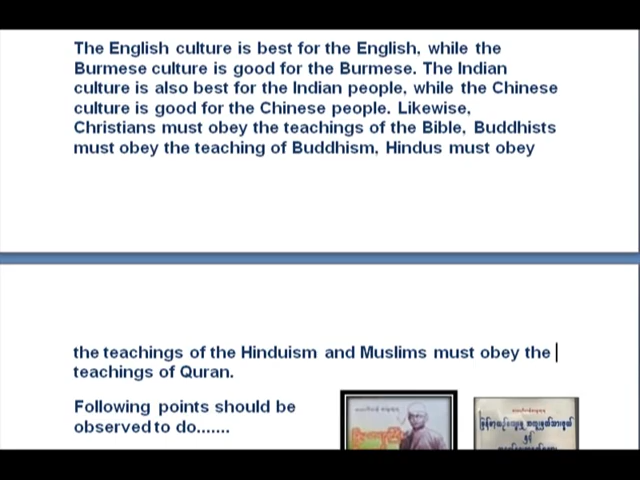 The English culture is best for the English, while the
Burmese culture is good for the Burmese. The Indian
culture is also best for the Indian people, while the Chinese
culture is good for the Chinese people. Likewise,
Christians must obey the teachings of the Bible, Buddhists
must obey the teaching of Buddhism, Hindus must obey
the teachings of the Hinduism and Muslims must obey the
teachings of Quran.
Following points should be
observed to do.......